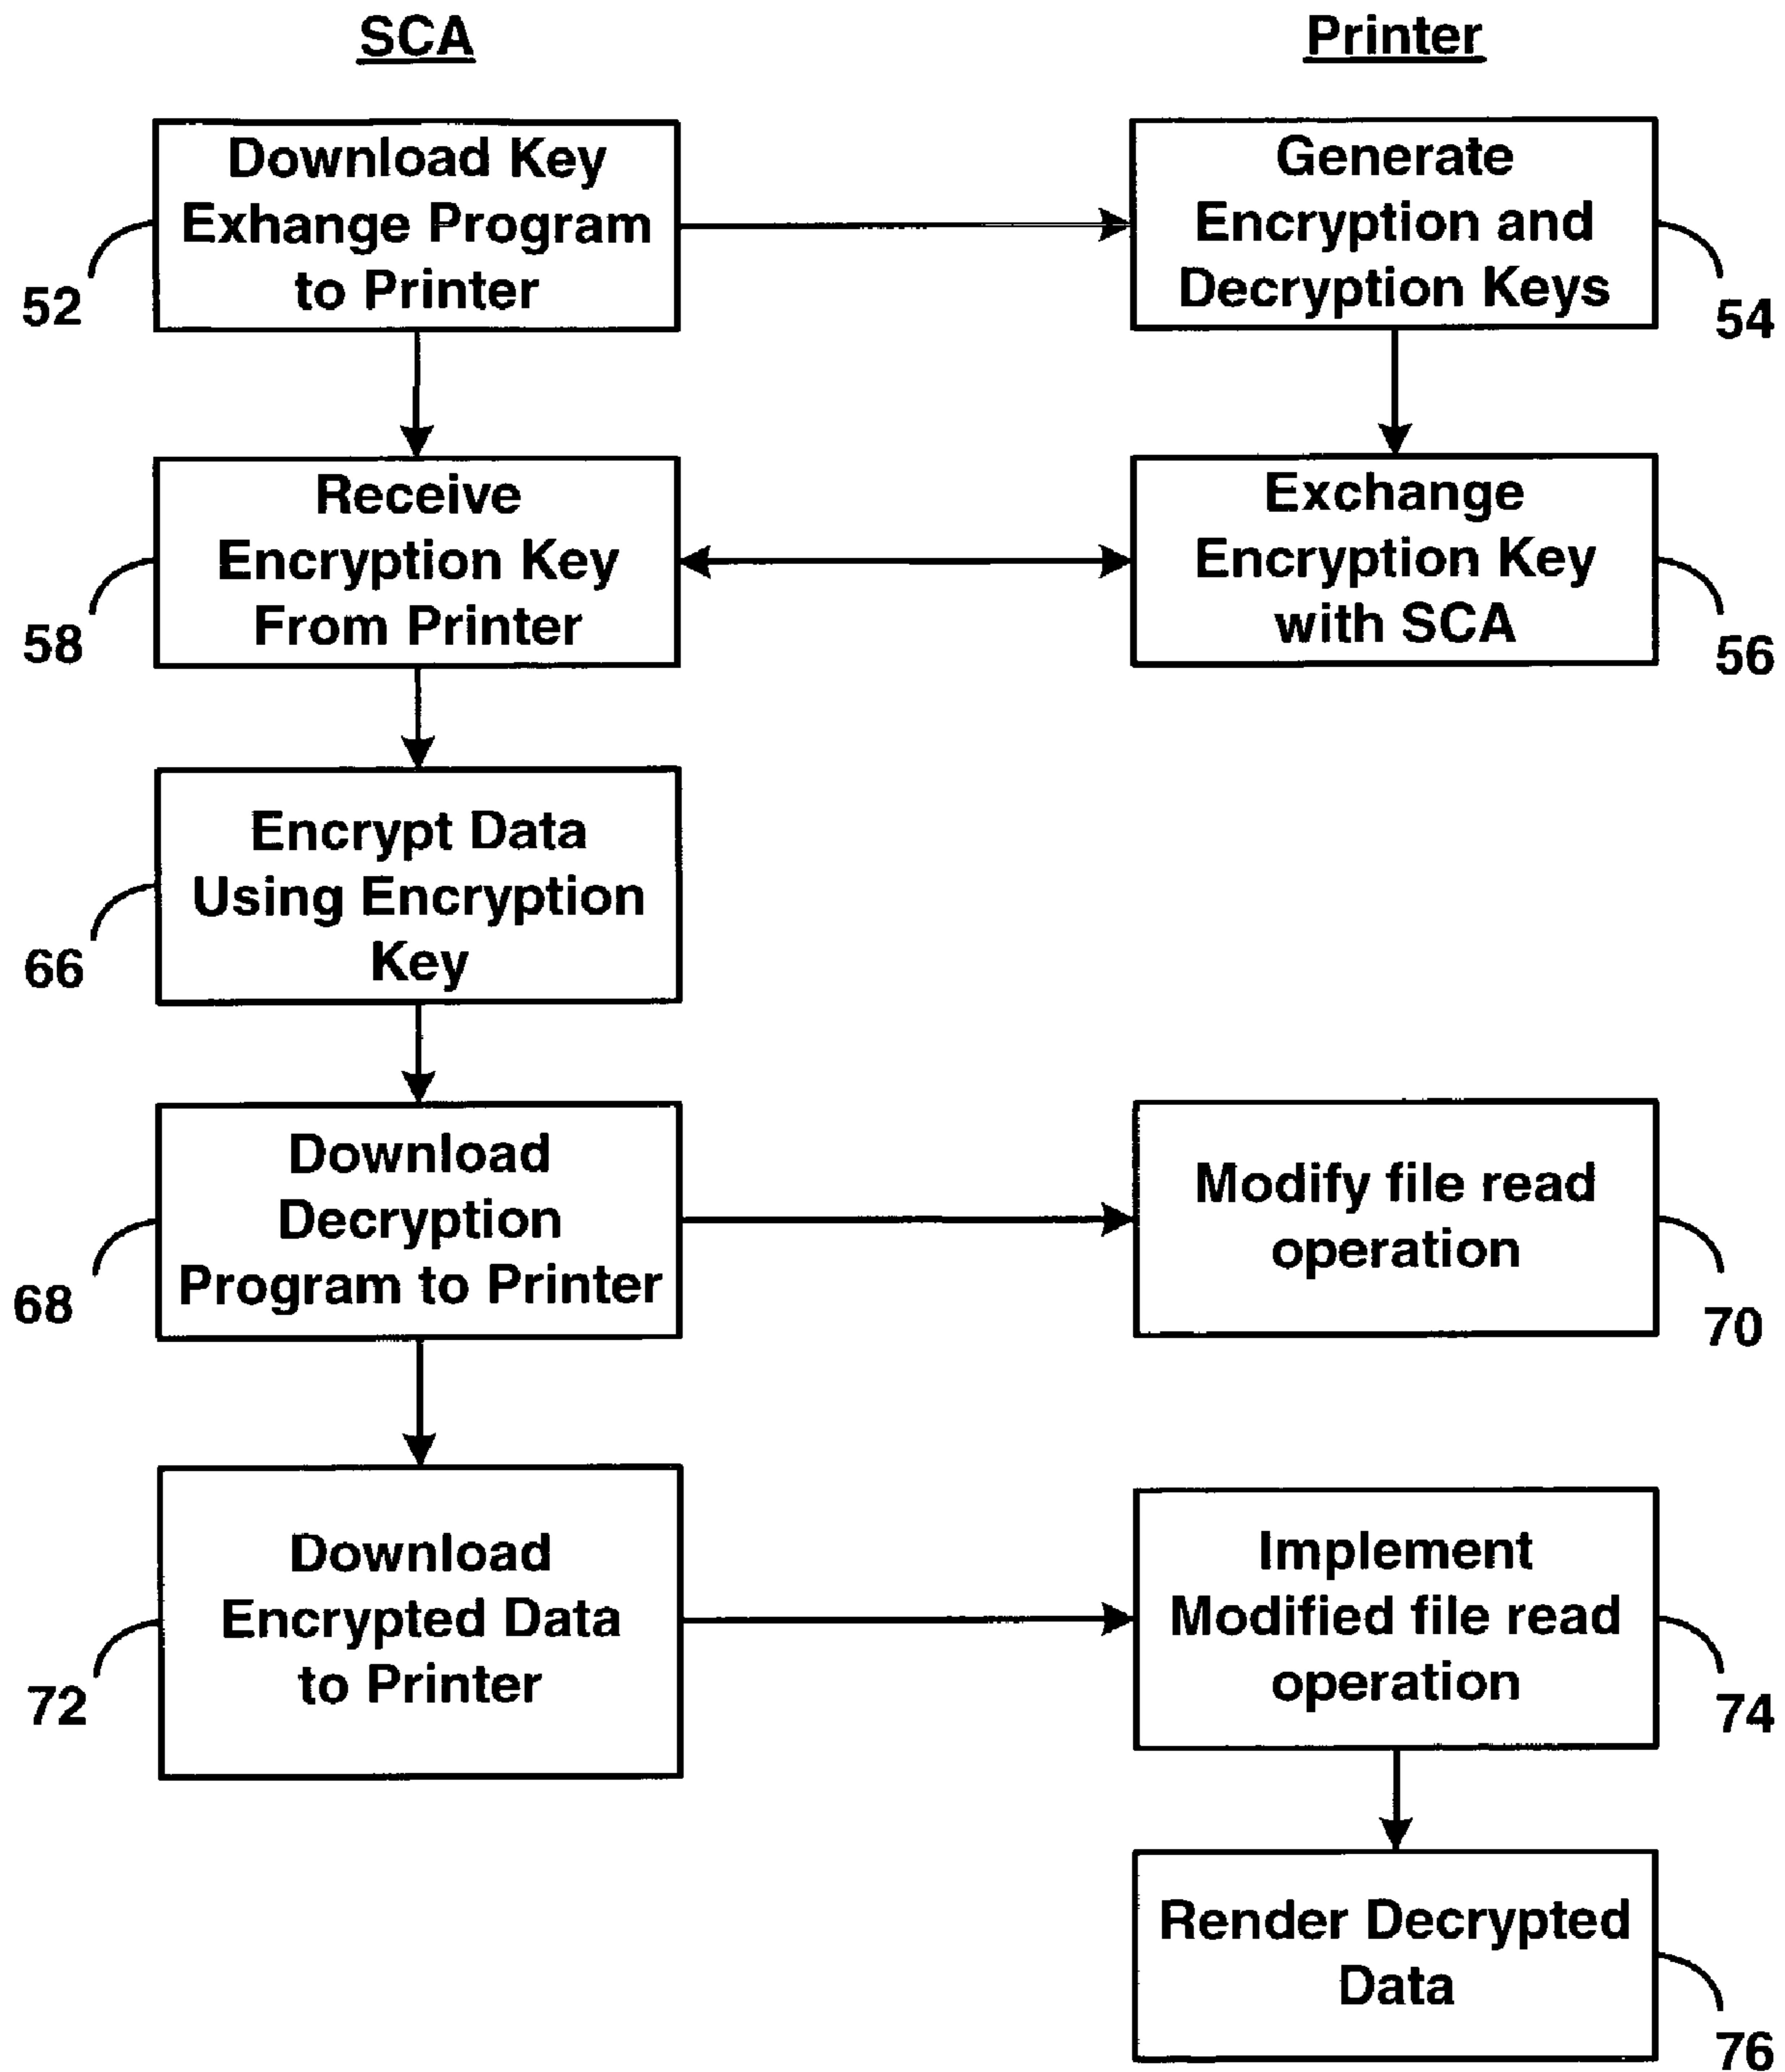 SCA
Printer
Download Key
Exhange Program
to Printer
52
Generate
Encryption and
Decryption Keys
54
Receive
Encryption Key
From Printer
58
Exchange
Encryption Key
with SCA
56
Encrypt Data
Using Encryption
Key
66
Download
Decryption
Program to Printer
68
Modify file read
operation
70
Download
Encrypted Data
to Printer
72
Implement
Modified file read
operation
74
Render Decrypted
Data
76